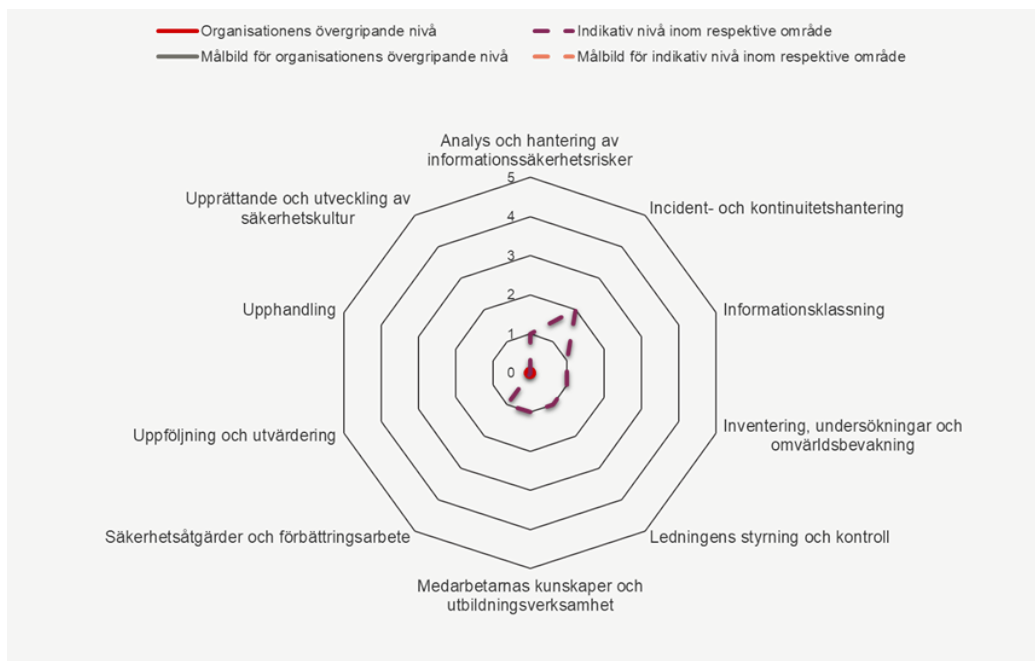 Organisationens övergripande nivå
Indikativ nivå inom respektive område
Målbild för organisationens övergripande nivå
Målbild för indikativ nivå inom respektive område
Analys och hantering av
informationssäkerhetsrisker
5
Upprättande och utveckling av
säkerhetskultur
Incident- och kontinuitetshantering
4
3
Upphandling
Informationsklassning
2
1
0
Uppföljning och utvärdering
Inventering, undersökningar och
omvärldsbevakning
Säkerhetsåtgärder och förbättringsarbete
Ledningens styrning och kontroll
Medarbetarnas kunskaper och
utbildningsverksamhet